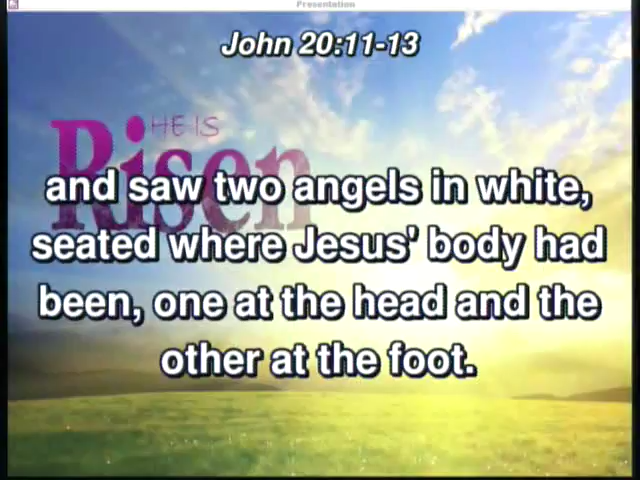 Presentation
John 20:11-13
HE IS
Risen
and saw two angels in white,
seated where Jesus' body had
been, one at the head and the
other at the foot.